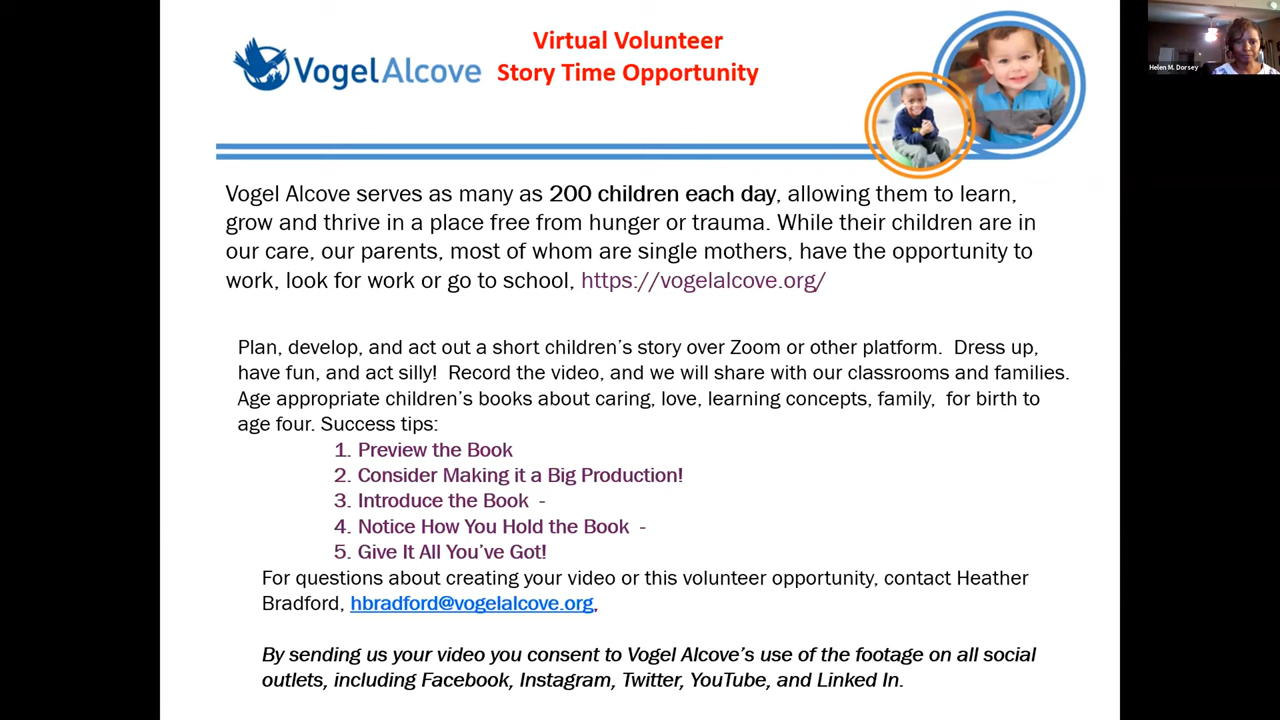 Virtual Volunteer
VogelAlcove Story Time Opportunity
Helen M. Dorsey
Vogel Alcove serves as many as 200 children each day, allowing them to learn,
grow and thrive in a place free from hunger or trauma. While their children are in
our care, our parents, most of whom are single mothers, have the opportunity to
work, look for work or go to school, https://vogelalcove.org/
Plan, develop, and act out a short children's story over Zoom or other platform. Dress up,
have fun, and act silly! Record the video, and we will share with our classrooms and families.
Age appropriate children's books about caring, love, learning concepts, family, for birth to
age four. Success tips:
1. Preview the Book
2. Consider Making it a Big Production!
3. Introduce the Book -
4. Notice How You Hold the Book -
5. Give It All You've Got!
For questions about creating your video or this volunteer opportunity, contact Heather
Bradford, hbradford@vogelalcove.org,
By sending us your video you consent to Vogel Alcove's use of the footage on all social
outlets, including Facebook, Instagram, Twitter, YouTube, and Linked In.